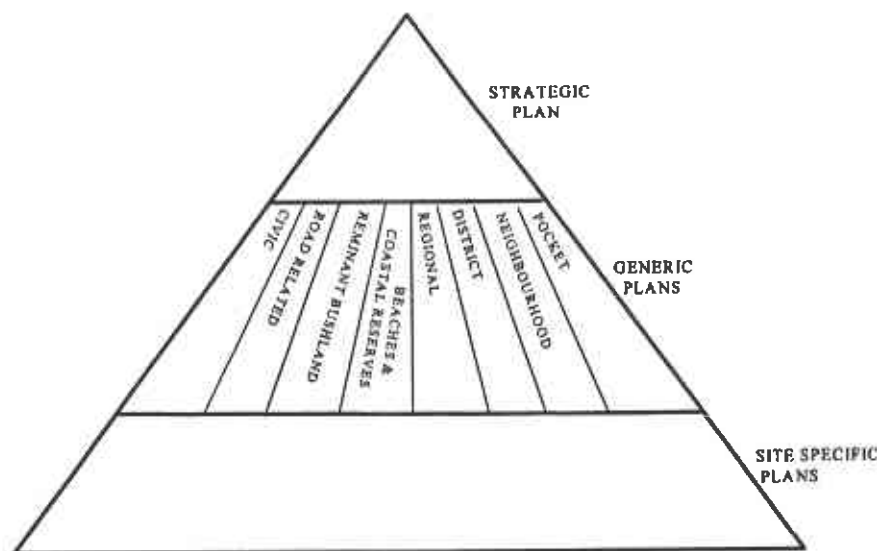 STRATEGIC
PLAN
CIVIC
ROAD RELATED
REMINANT BUSHLAND
BEACHES &
COASTAL RESERVES
REGIONAL
DISTRICT
NEIGHBOURHOOD
POCKET
GENERIC
PLANS
SITE SPECIFIC
PLANS